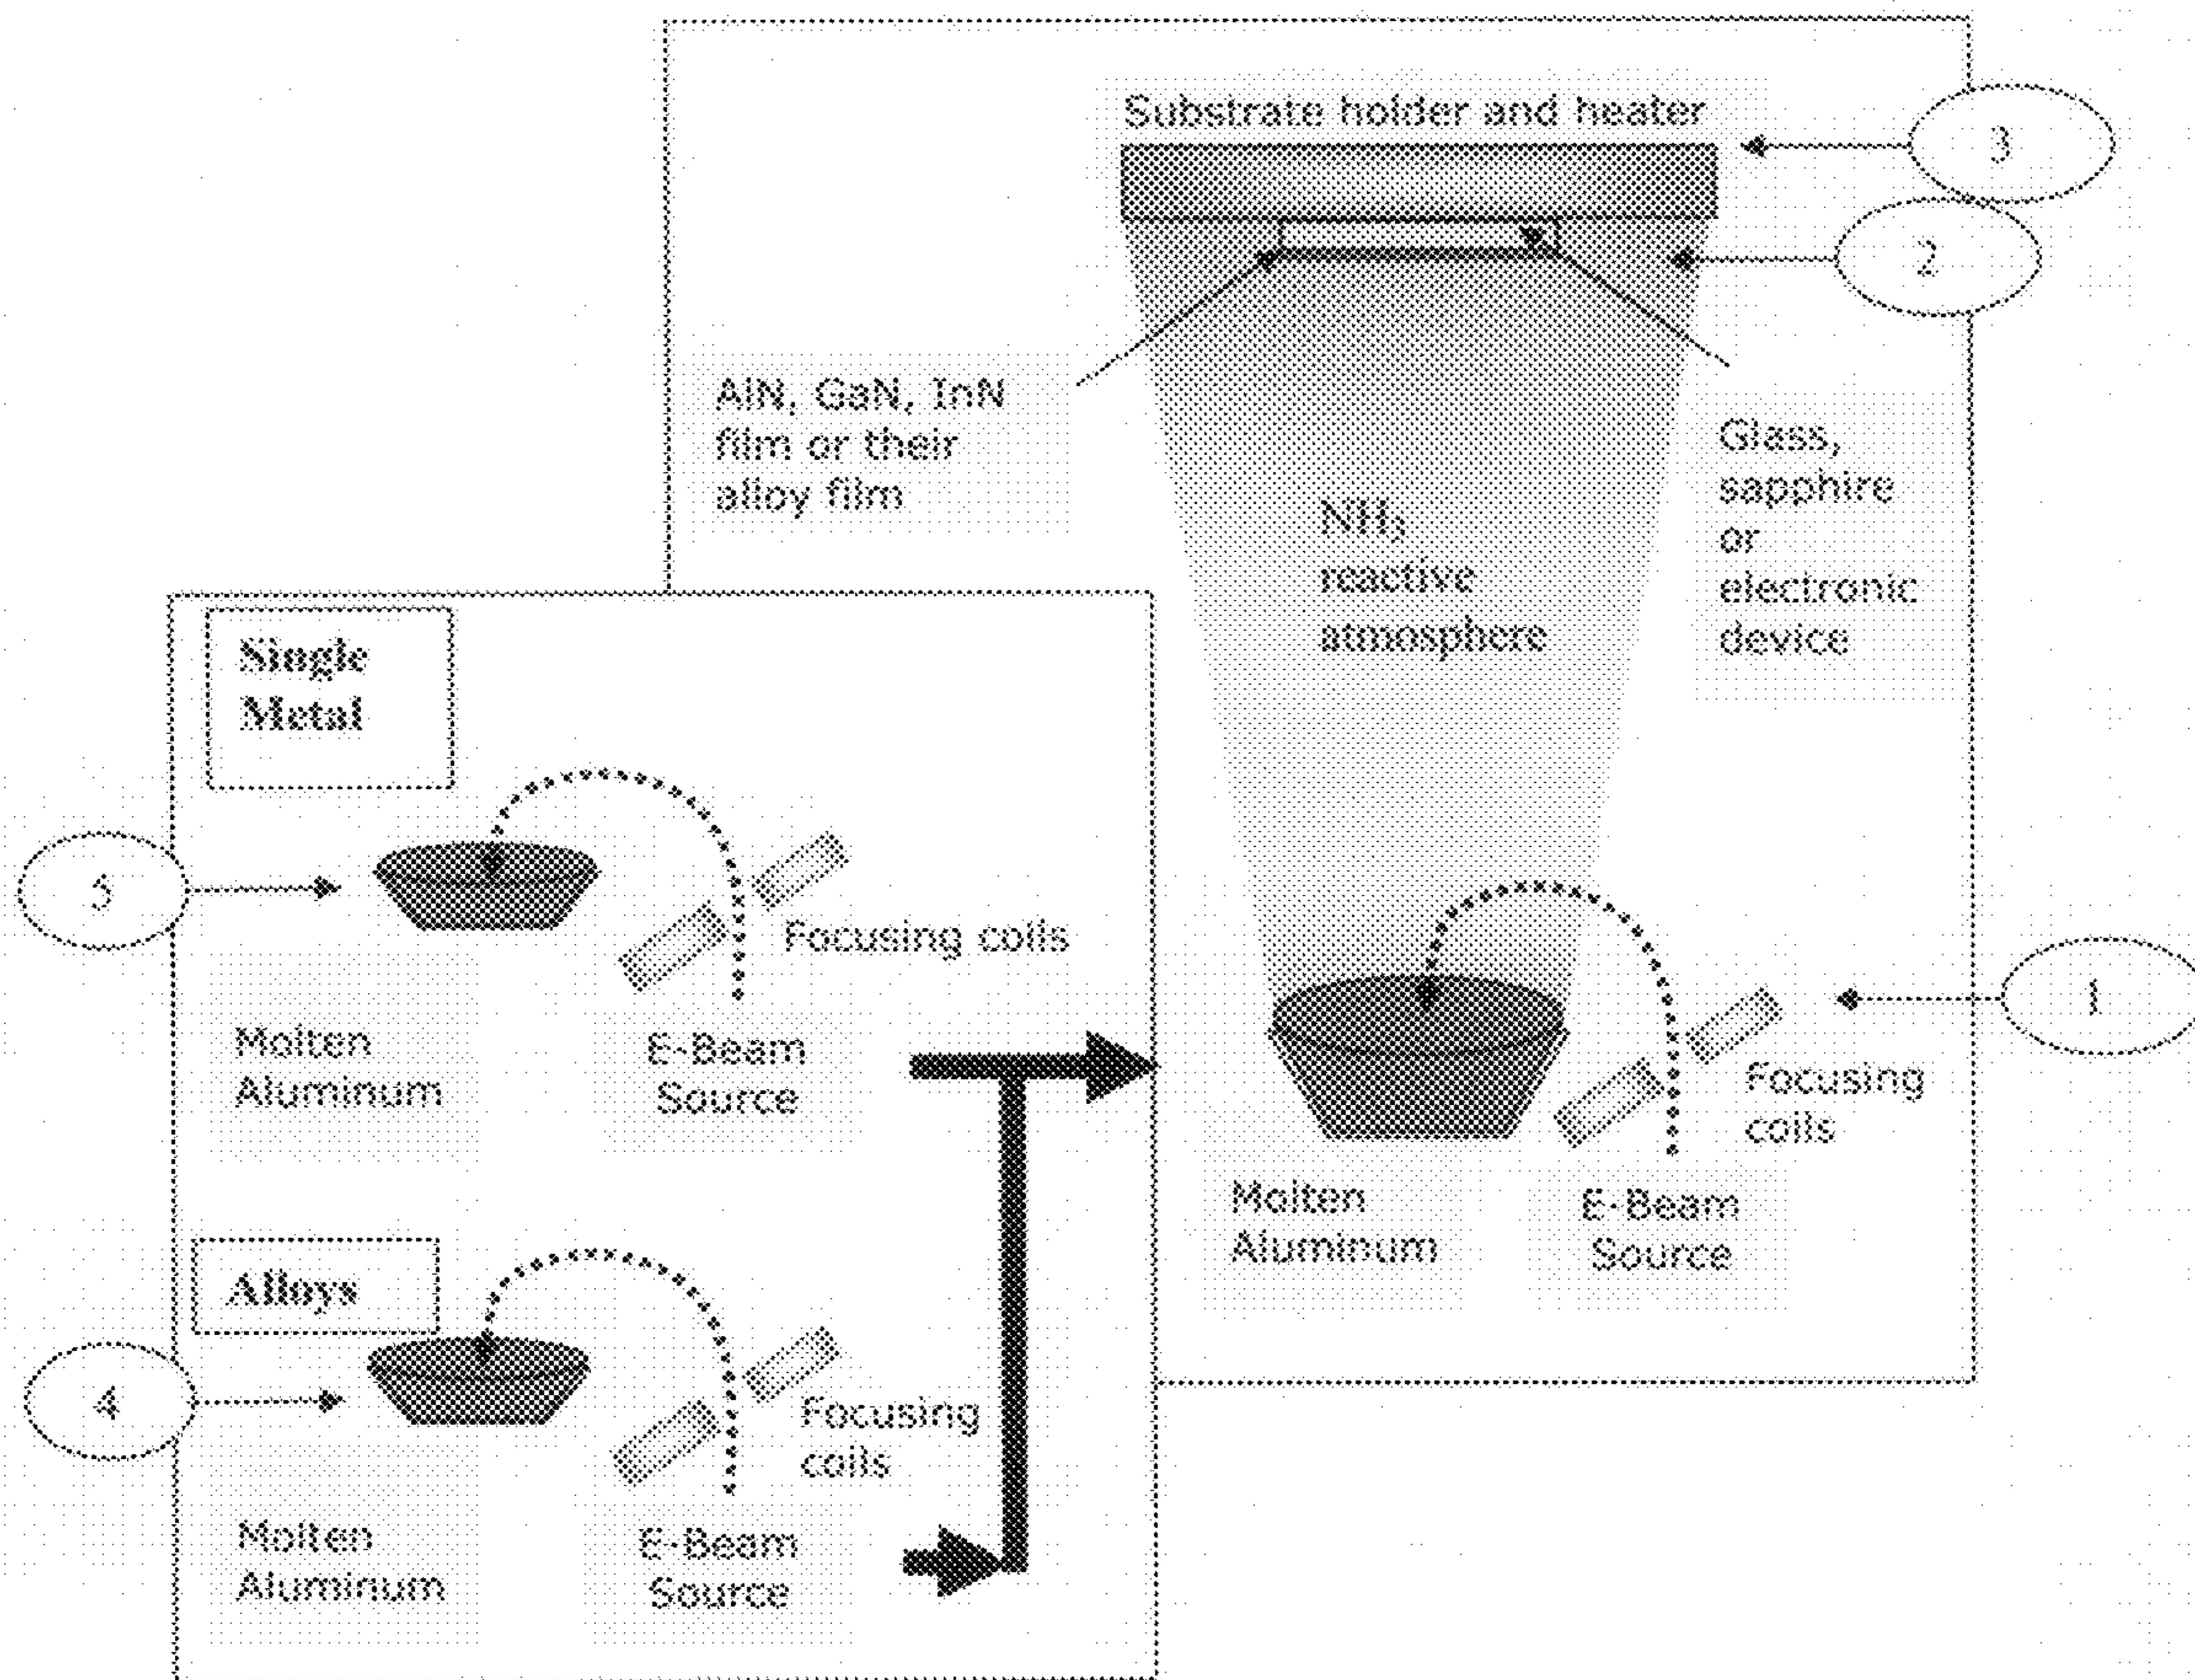 Substrate holder and heater
3
2
AlN, GaN, InN
film or their
alloy film
Glass,
sapphire
or
electronic
device
NH₃
reactive
atmosphere
Single
Metal
5
Focusing coils
Molten
Aluminum
E-Beam
Source
1
Focusing
coils
Molten
Aluminum
E-Beam
Source
Alloys
4
Focusing
coils
Molten
Aluminum
E-Beam
Source